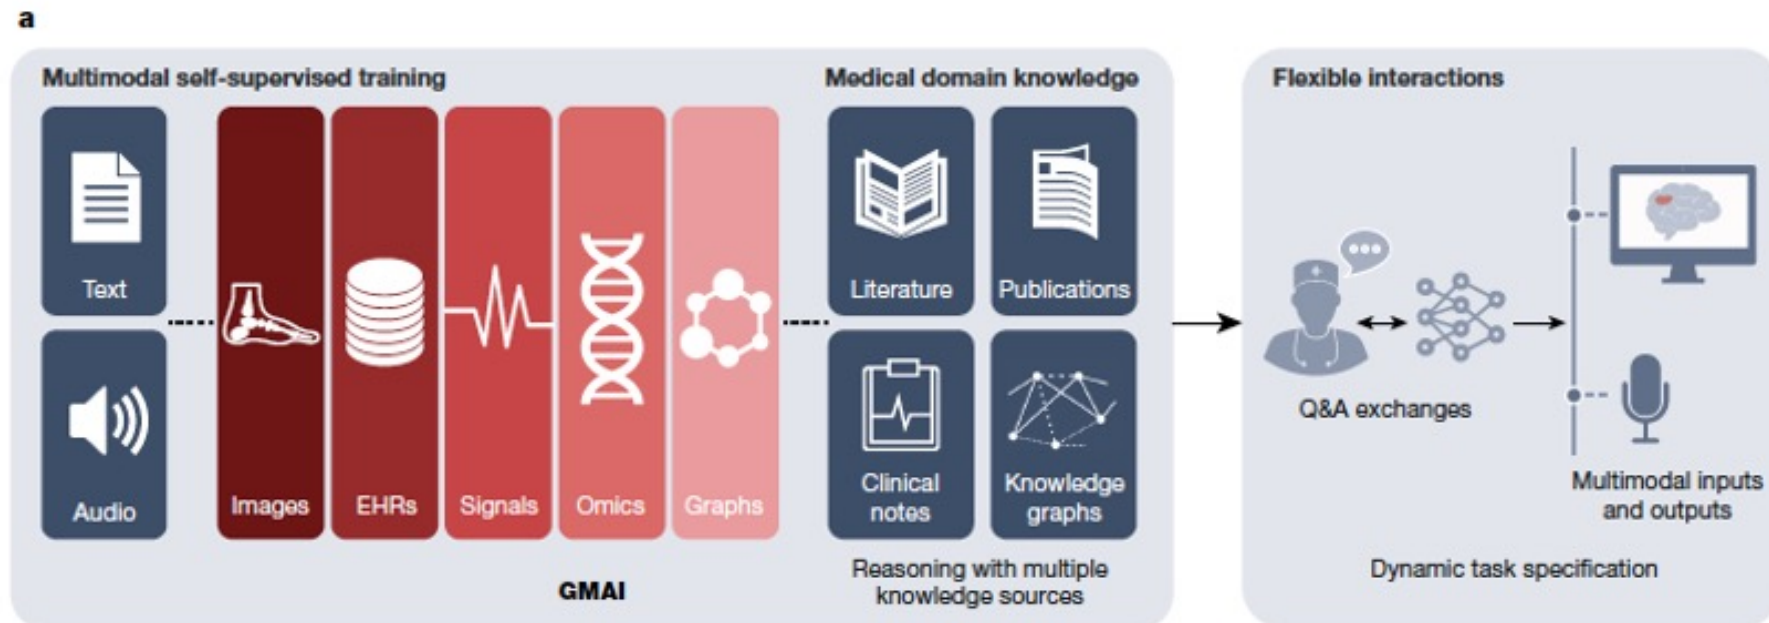 a
Multimodal self-supervised training
Medical domain knowledge
Flexible interactions
Text
Audio
Images
EHRs
Signals
Omics
Graphs
Literature
Publications
Clinical
notes
Knowledge
graphs
GMAI
Reasoning with multiple
knowledge sources
Q&A exchanges
Multimodal inputs
and outputs
Dynamic task specification